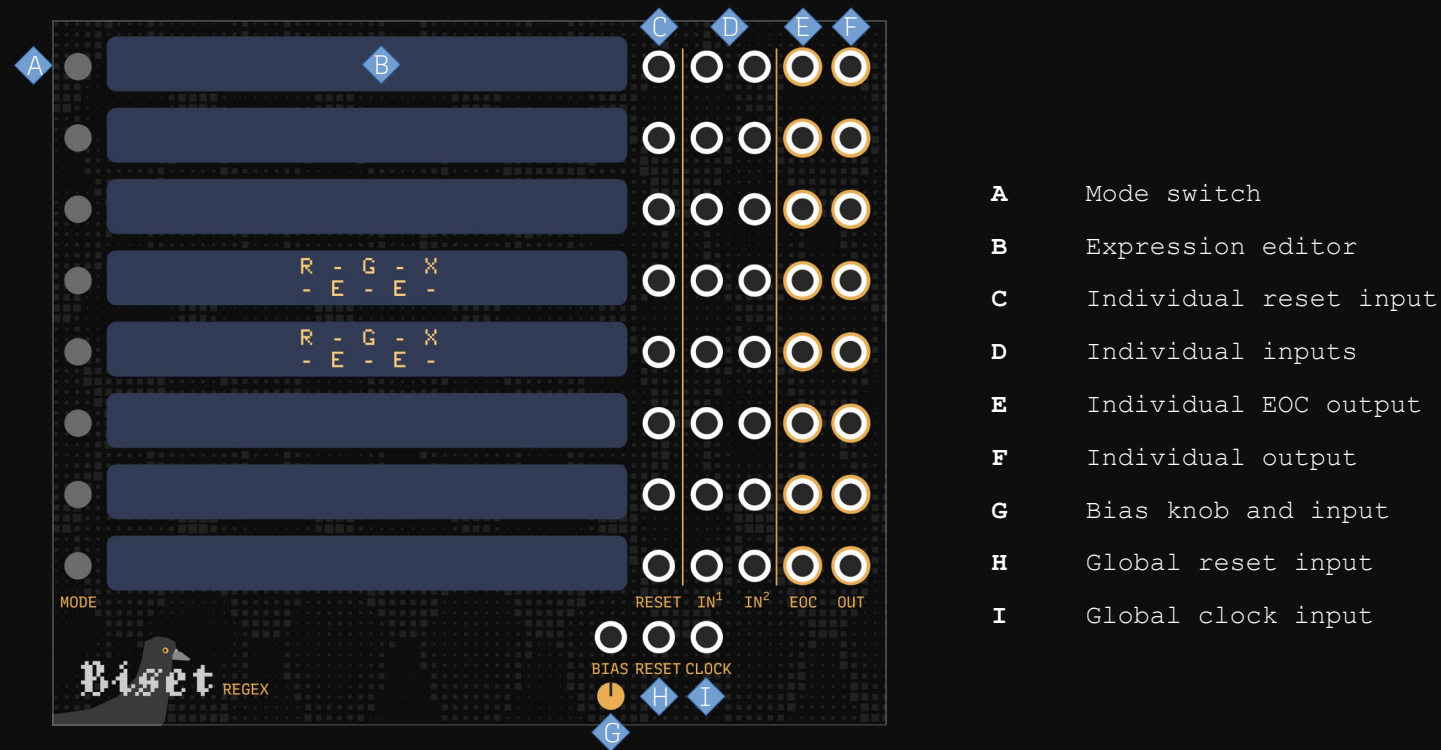 C D E F
A B
R - G - X
- E - E -
R - G - X
- E - E -
MODE RESET IN¹ IN² EOC OUT
BIAS RESET CLOCK
Biset REGEX
H I
G
A Mode switch
B Expression editor
C Individual reset input
D Individual inputs
E Individual EOC output
F Individual output
G Bias knob and input
H Global reset input
I Global clock input